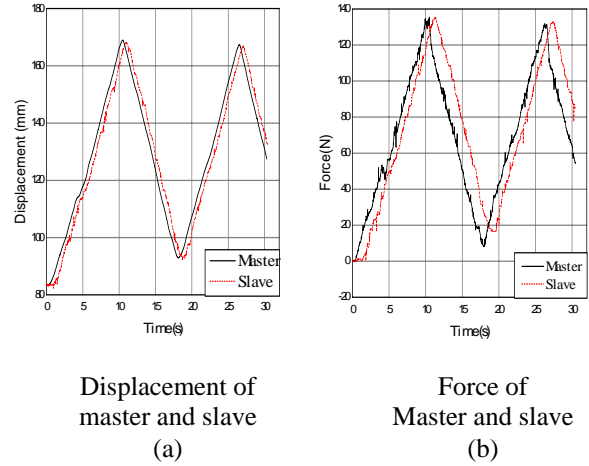 Displacement (mm)
180
160
140
120
100
80
0 5 10 15 20 25 30
Time(s)
Master
Slave
Force(N)
140
120
100
80
60
40
20
0
-20
0 5 10 15 20 25 30
Time(s)
Master
Slave
Displacement of
master and slave
(a)
Force of
Master and slave
(b)